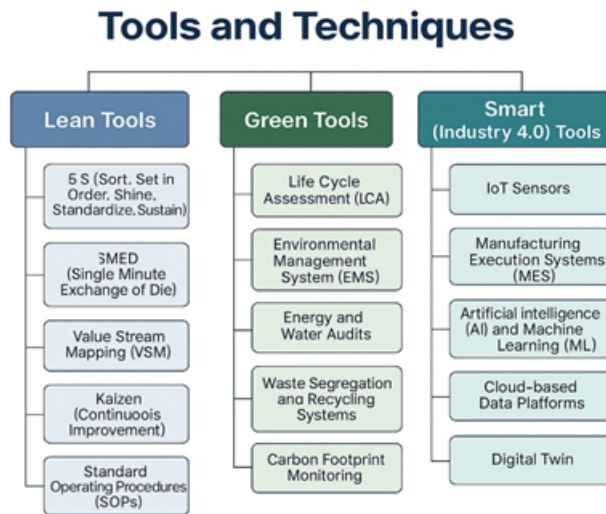 Tools and Techniques
Lean Tools
5 S (Sort. Set in
Order. Shine,
Standardize, Sustain)
SMED
(Single Minute
Exchange of Die)
Value Stream
Mapping (VSM)
Kaizen
(Continuoois
Improvement)
Standard
Operating Procedures
(SOPs)
Green Tools
Life Cycle
Assessment (LCA)
Environmental
Management
System (EMS)
Energy and
Water Audits
Waste Segregation
and Recycling
Systems
Carbon Footprint
Monitoring
Smart
(Industry 4.0) Tools
IoT Sensors
Manufacturing
Execution Systems
(MES)
Artificial intelligence
(AI) and Machine
Learning (ML)
Cloud-based
Data Platforms
Digital Twin